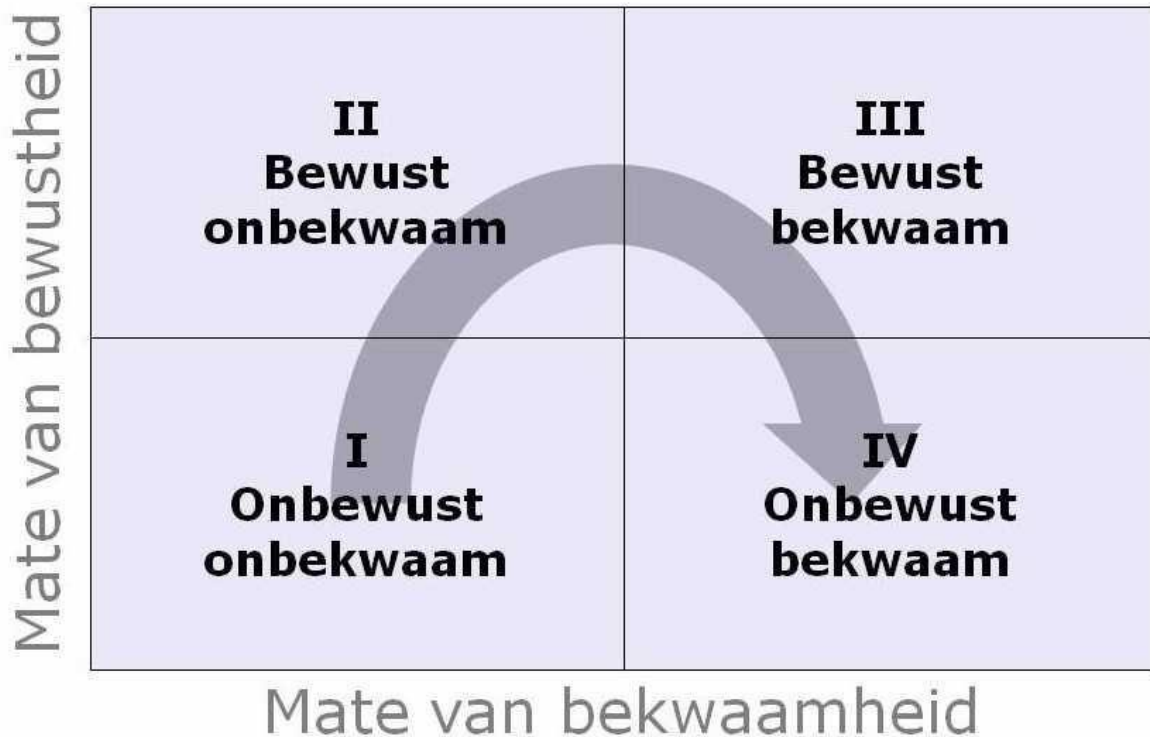 Mate van bewustheid
II
Bewust
onbekwaam
III
Bewust
bekwaam
I
Onbewust
onbekwaam
IV
Onbewust
bekwaam
Mate van bekwaamheid